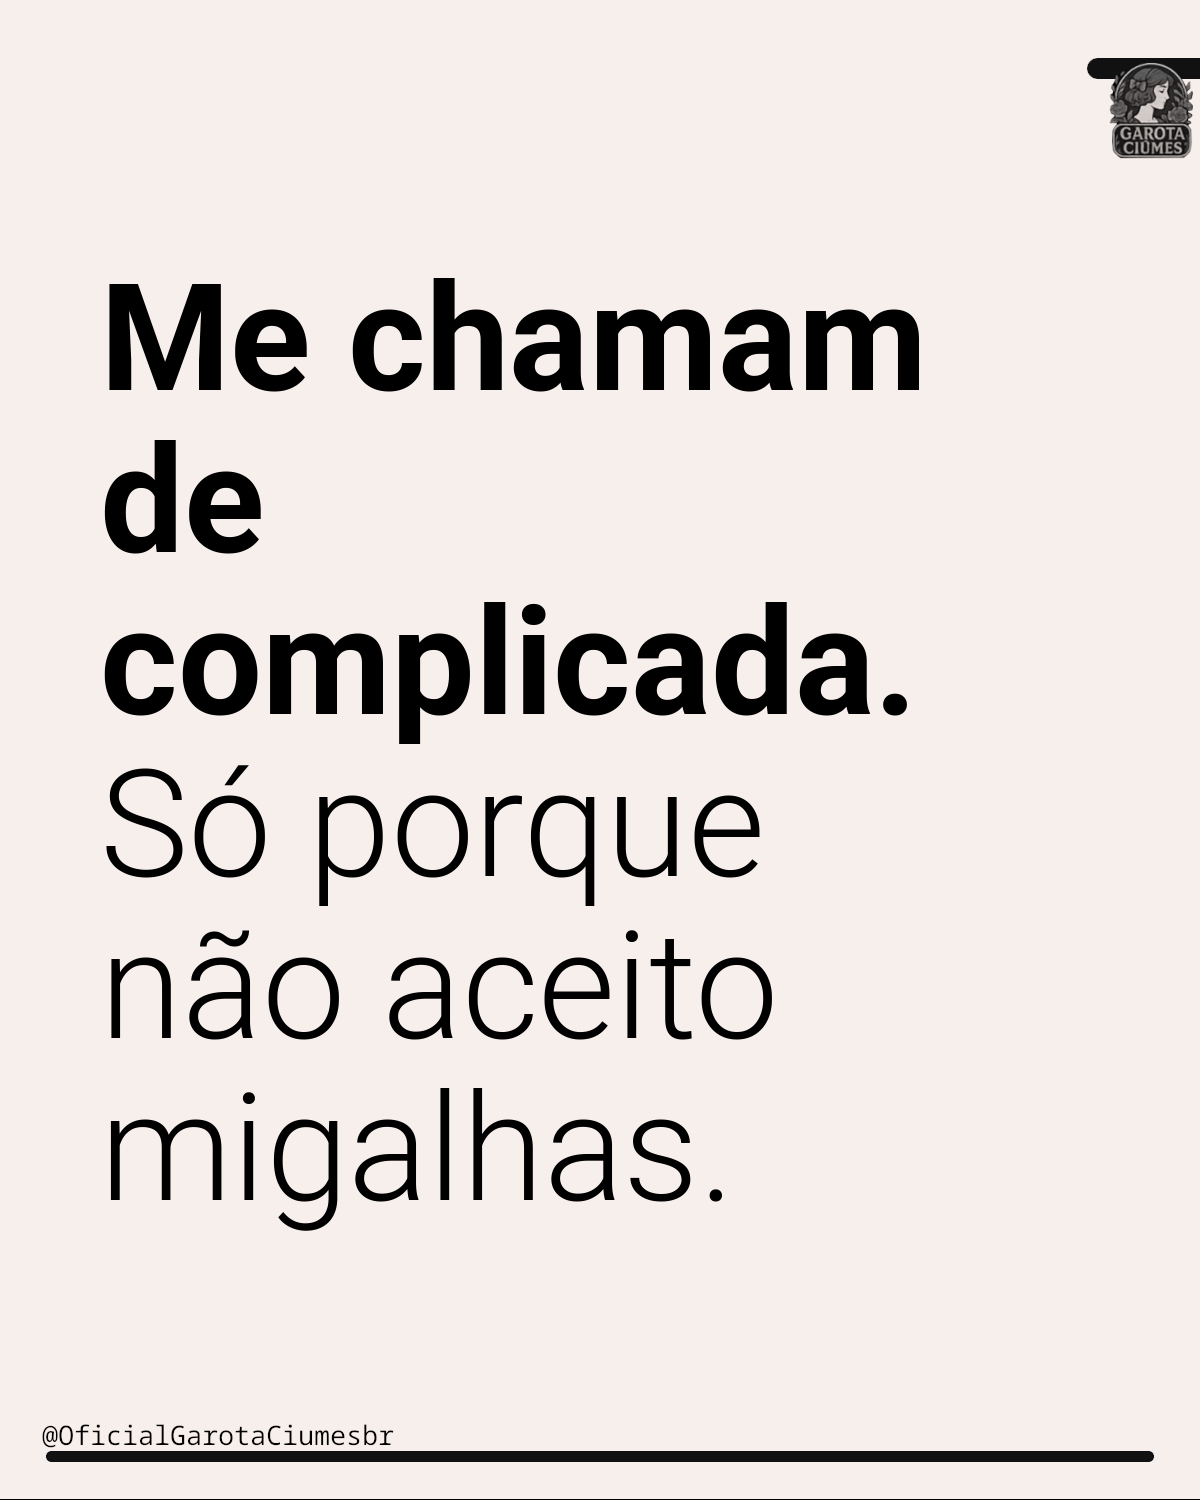 GAROTA
CIÚMES
Me chamam
de
complicada.
Só porque
não aceito
migalhas.
@OficialGarotaCiumesbr